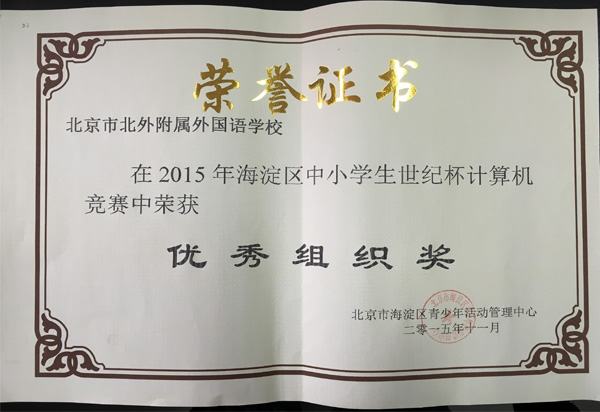 荣誉证书
北京市北外附属外国语学校
在2015年海淀区中小学生世纪杯计算机
竞赛中荣获
优秀组织奖
北京市海淀区青少年活动管理中心
二零一五年十一月